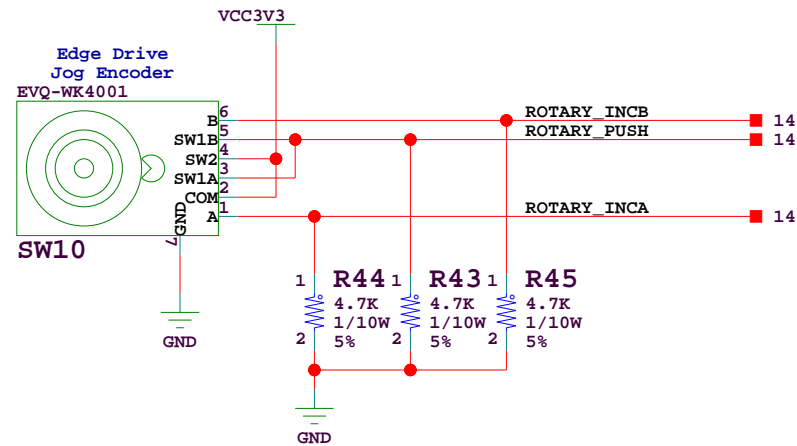 VCC3V3
Edge Drive
Jog Encoder
EVQ-WK4001
B 6 ROTARY_INCB 14
SW1B 5 ROTARY_PUSH 14
SW2 4
SW1A 3
COM 2
A 1 ROTARY_INCA 14
GND 7
SW10
1 R44 1 R43 1 R45
4.7K 4.7K 4.7K
1/10W 1/10W 1/10W
2 5% 2 5% 2 5%
GND
GND